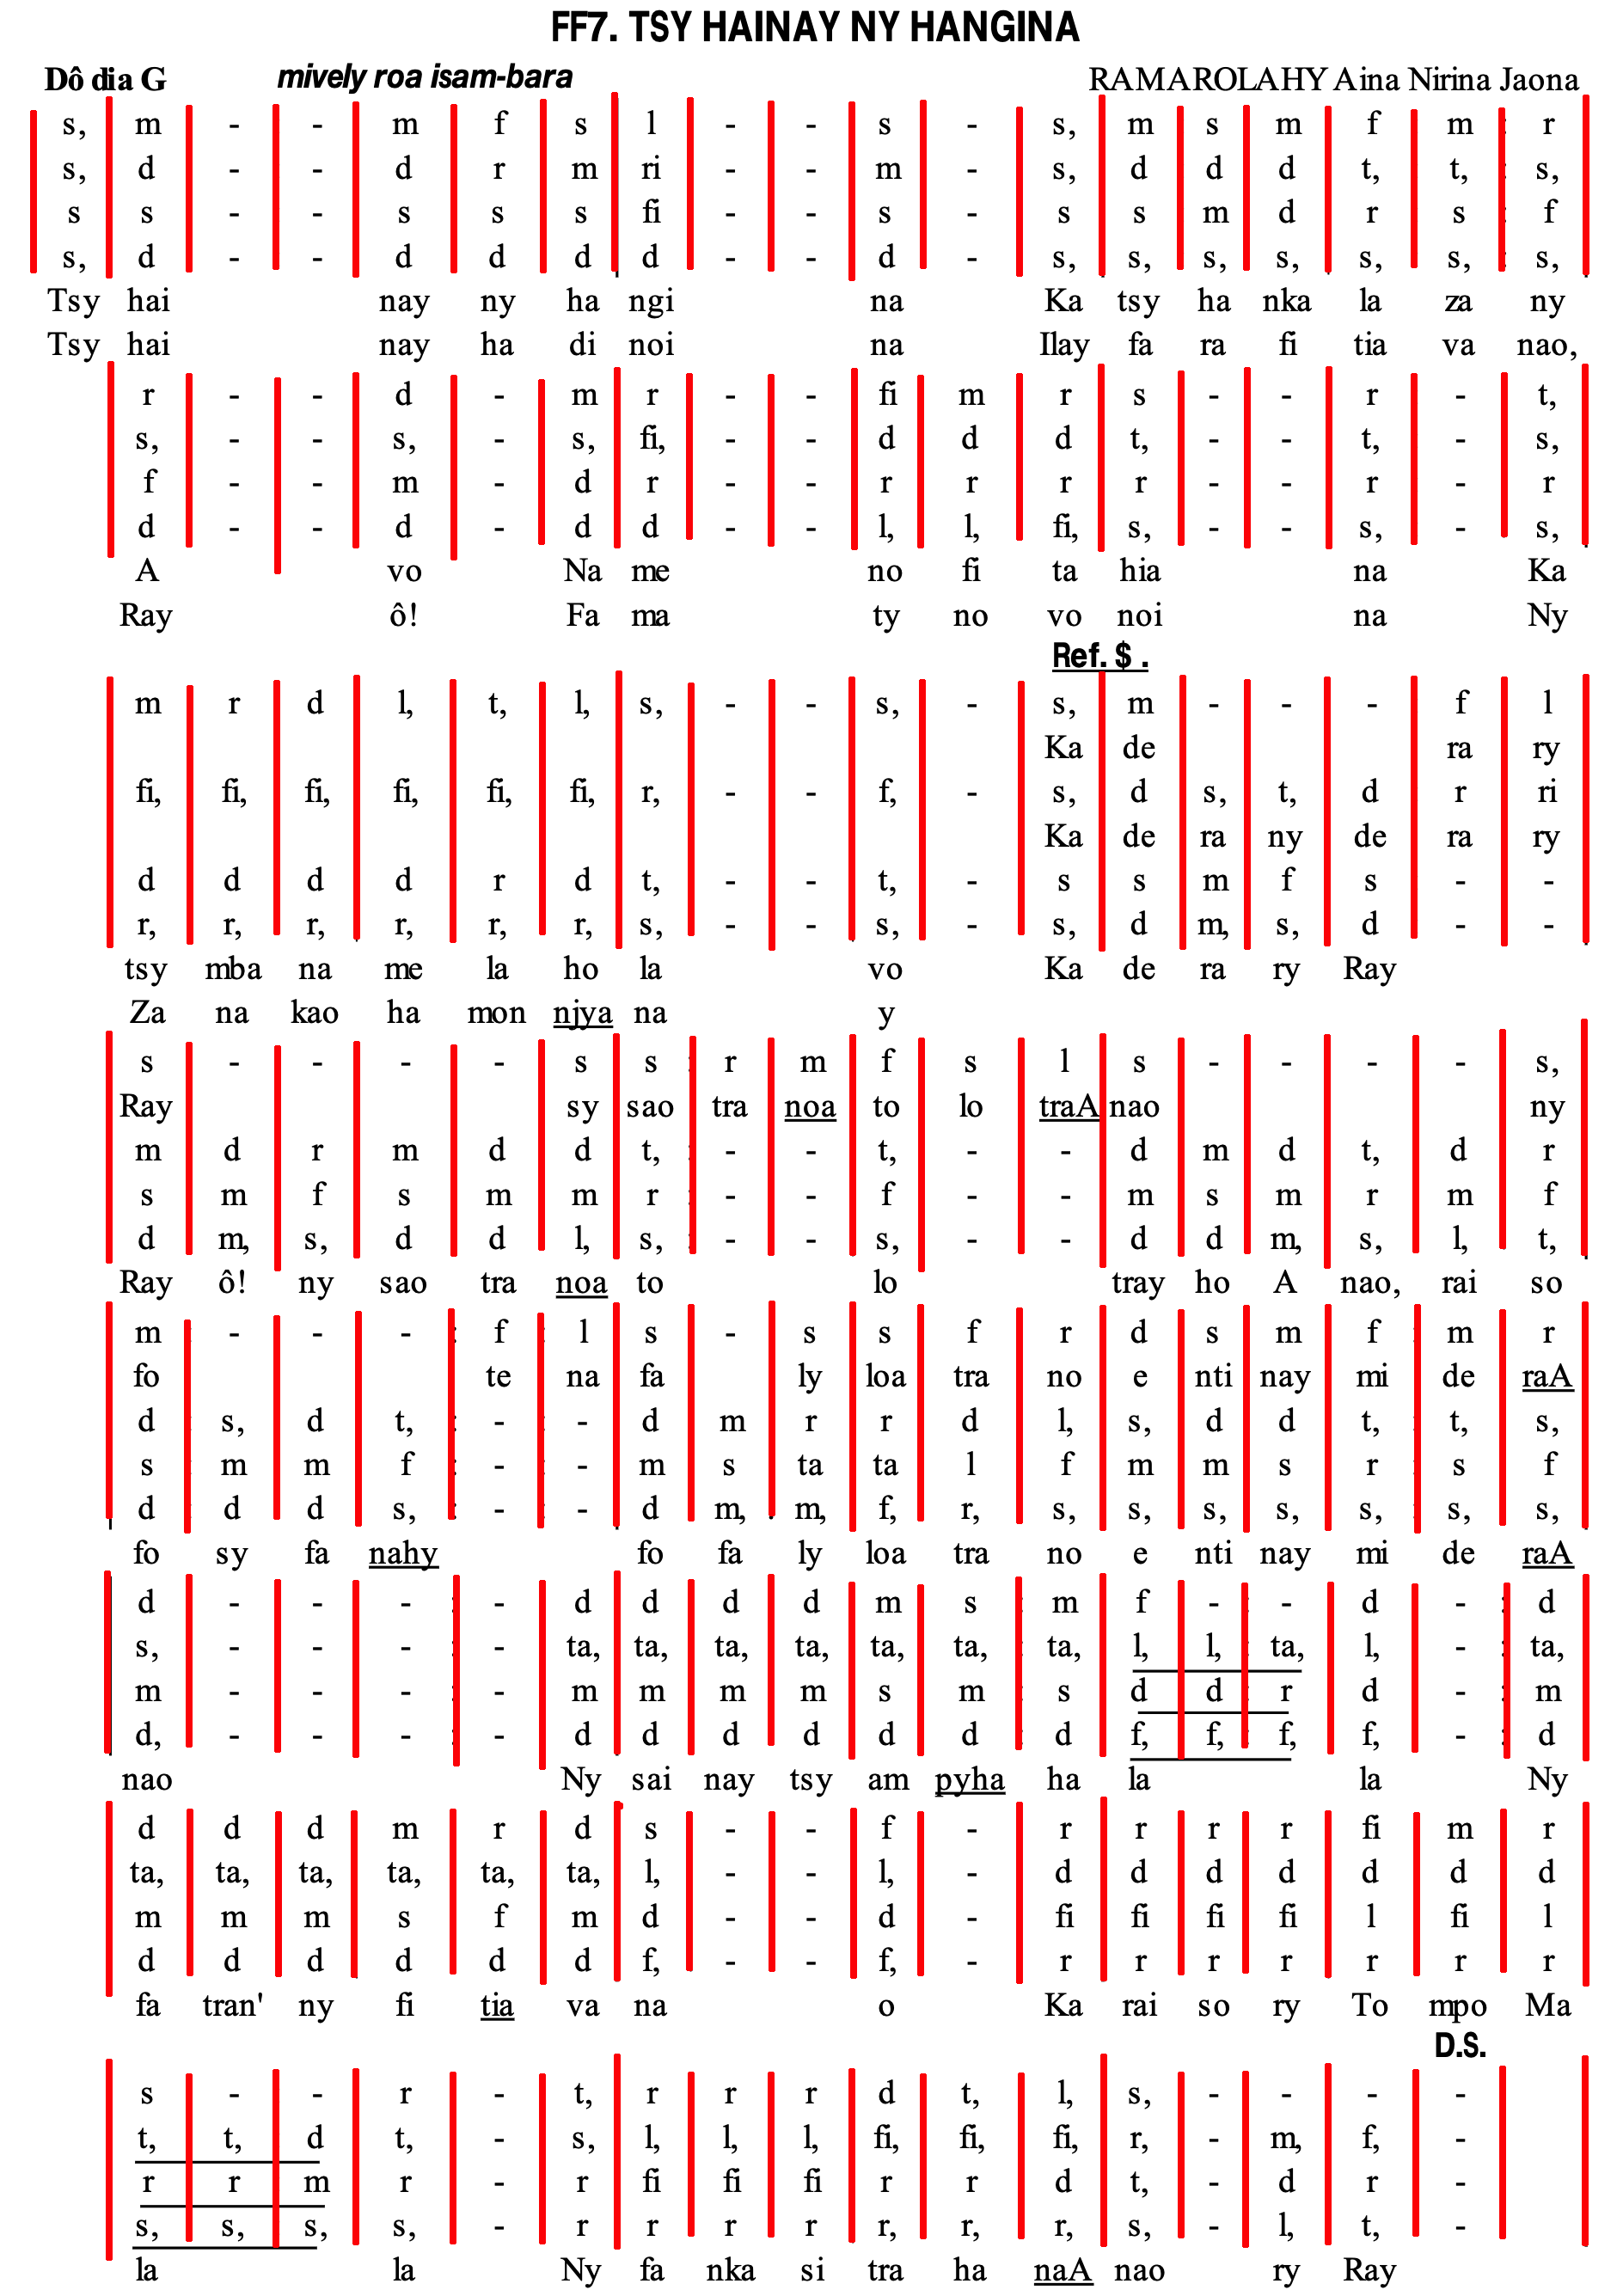 FF7. TSY HAINAY NY HANGINA
Dô dia G mively roa isam-bara RAMAROLAHY Aina Nirina Jaona
s, m - - m f s l - - s - s, m s m f m r
s, d - - d r m ri - - m - s, d d d t, t, s,
s s - - s s s fi - - s - s s m d r s f
s, d - - d d d d - - d - s, s, s, s, s, s, s,
Tsy hai nay ny ha ngi na Ka tsy ha nka la za ny
Tsy hai nay ha di noi na Ilay fa ra fi tia va nao,
r - - d - m r - - fi m r s - - r - t,
s, - - s, - s, fi, - - d d d t, - - t, - s,
f - - m - d r - - r r r r - - r - r
d - - d - d d - - l, l, fi, s, - - s, - s,
A vo Na me no fi ta hia na Ka
Ray ô! Fa ma ty no vo noi na Ny
Ref. $ .
m r d l, t, l, s, - - s, - s, m - - - f l
Ka de ra ry
fi, fi, fi, fi, fi, fi, r, - - f, - s, d s, t, d r ri
Ka de ra ny de ra ry
d d d d r d t, - - t, - s s m f s - -
r, r, r, r, r, r, s, - - s, - s, d m, s, d - -
tsy mba na me la ho la vo Ka de ra ry Ray
Za na kao ha mon njya na y
s - - - - s s r m f s l s - - - - s,
Ray sy sao tra noa to lo traA nao ny
m d r m d d t, - - t, - - d m d t, d r
s m f s m m r - - f - - m s m r m f
d m, s, d d l, s, - - s, - - d d m, s, l, t,
Ray ô! ny sao tra noa to lo tray ho A nao, rai so
m - - - f l s - s s f r d s m f m r
fo te na fa ly loa tra no e nti nay mi de raA
d s, d t, - - d m r r d l, s, d d t, t, s,
s m m f - - m s ta ta l f m m s r s f
d d d s, - - d m, m, f, r, s, s, s, s, s, s, s,
fo sy fa nahy fo fa ly loa tra no e nti nay mi de raA
d - - - - d d d d m s m f - - d - d
s, - - - - ta, ta, ta, ta, ta, ta, ta, l, l, ta, l, - ta,
m - - - - m m m m s m s d d r d - m
d, - - - - d d d d d d d f, f, f, f, - d
nao Ny sai nay tsy am pyha ha la la Ny
d d d m r d s - - f - r r r r fi m r
ta, ta, ta, ta, ta, ta, l, - - l, - d d d d d d d
m m m s f m d - - d - fi fi fi fi l fi l
d d d d d d f, - - f, - r r r r r r r
fa tran' ny fi tia va na o Ka rai so ry To mpo Ma
D.S.
s - - r - t, r r r d t, l, s, - - - -
t, t, d t, - s, l, l, l, fi, fi, fi, r, - m, f, -
r r m r - r fi fi fi r r d t, - d r -
s, s, s, s, - r r r r r, r, r, s, - l, t, -
la la Ny fa nka si tra ha naA nao ry Ray